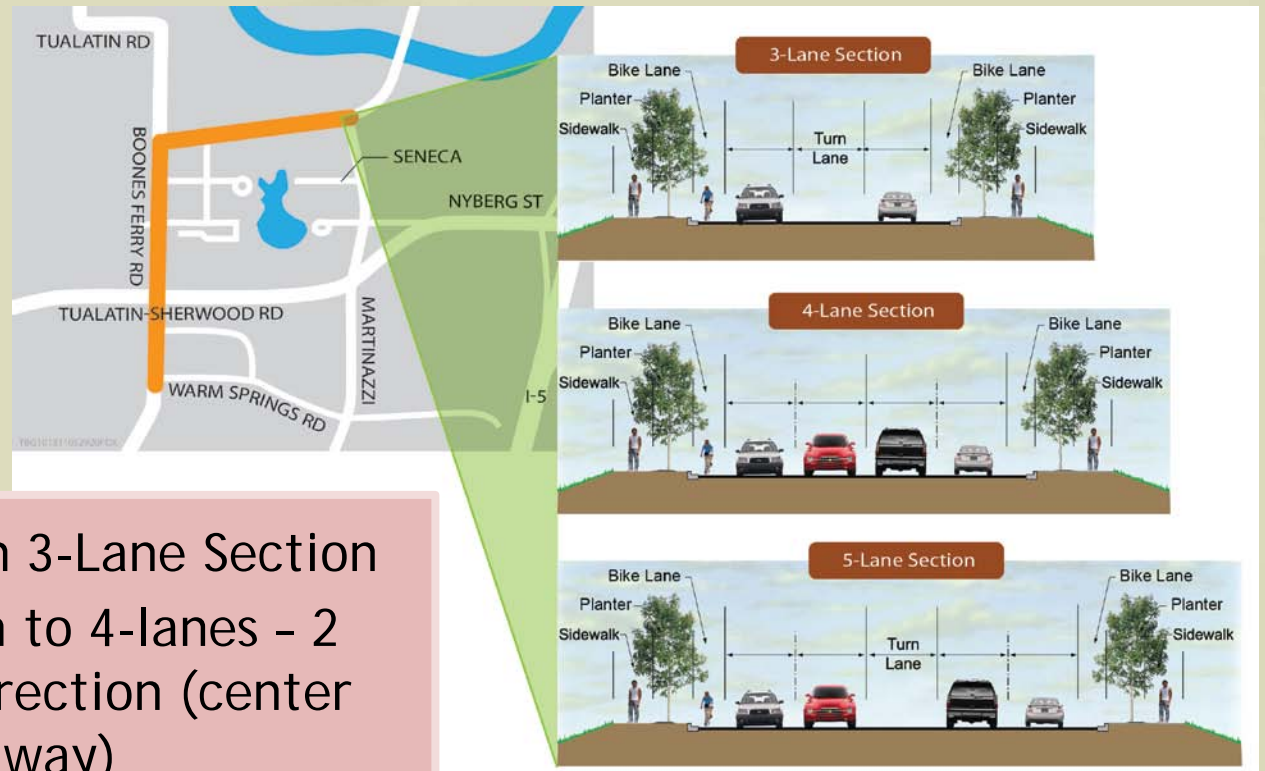 TUALATIN RD
BOONES FERRY RD
SENECA
NYBERG ST
TUALATIN-SHERWOOD RD
MARTINAZZI
WARM SPRINGS RD
I-5
3-Lane Section
Bike Lane
Bike Lane
Planter
Planter
Sidewalk
Sidewalk
Turn
Lane
4-Lane Section
Bike Lane
Bike Lane
Planter
Planter
Sidewalk
Sidewalk
5-Lane Section
Bike Lane
Bike Lane
Planter
Planter
Sidewalk
Sidewalk
Turn
Lane
3-Lane Section
to 4-lanes – 2
(center
way)